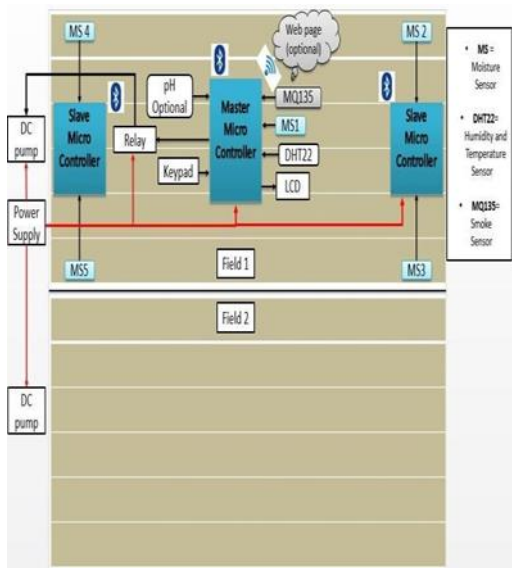 MS 4
Web page
(optional)
MS 2
• MS =
Moisture
Sensor
• DHT22=
Humidity and
Temperature
Sensor
• MQ135=
Smoke
Sensor
pH
Optional
MQ135
DC
pump
Slave
Micro
Controller
Relay
Master
Micro
Controller
MS1
DHT22
Keypad
LCD
Slave
Micro
Controller
Power
Supply
MS5
Field 1
MS3
Field 2
DC
pump